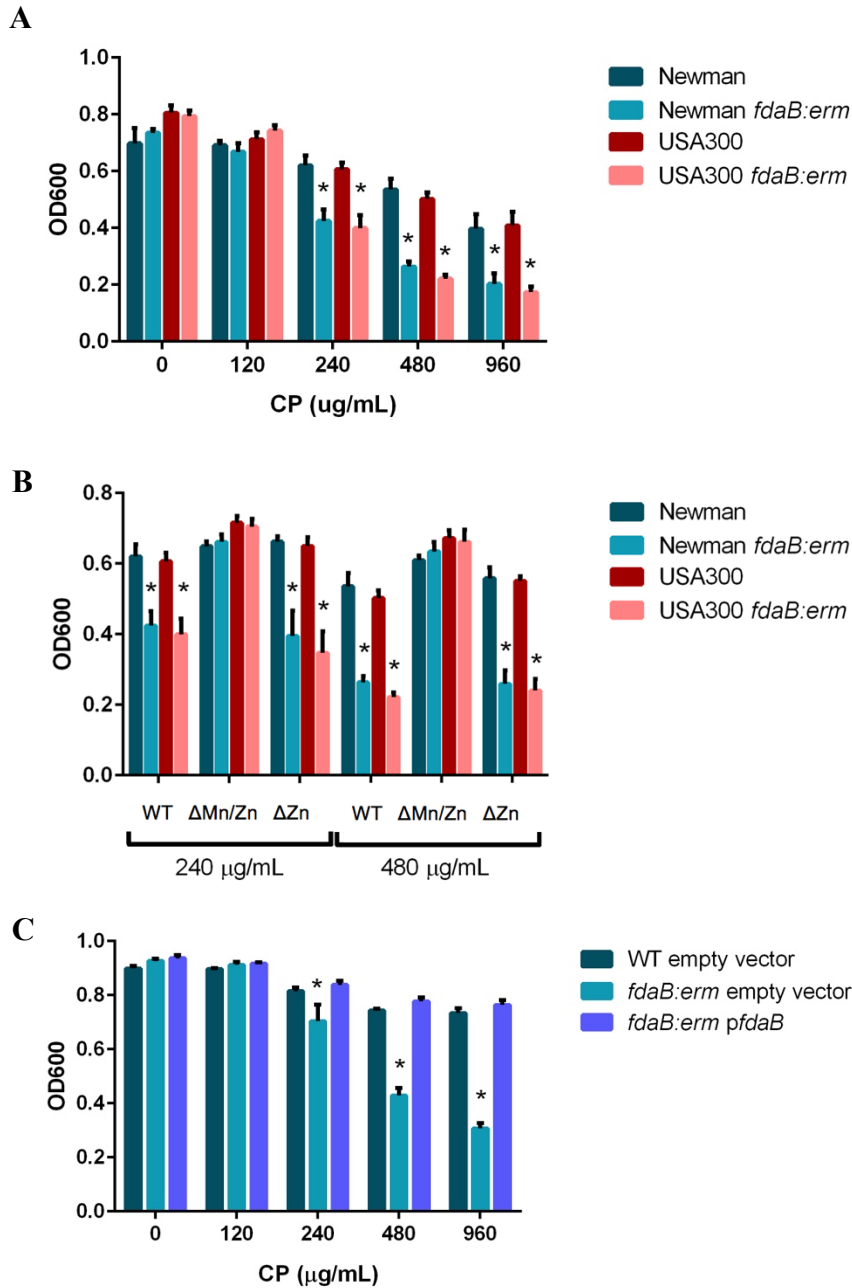 A
1.0
0.8
0.6
0.4
0.2
0.0
OD600
* * * * * *
0 120 240 480 960
CP (ug/mL)
Newman
Newman fdaB:erm
USA300
USA300 fdaB:erm
B
0.8
0.6
0.4
0.2
0.0
OD600
* * * * * * * *
WT ΔMn/Zn ΔZn WT ΔMn/Zn ΔZn
240 μg/mL 480 μg/mL
Newman
Newman fdaB:erm
USA300
USA300 fdaB:erm
C
1.0
0.8
0.6
0.4
0.2
0.0
OD600
* * *
0 120 240 480 960
CP (μg/mL)
WT empty vector
fdaB:erm empty vector
fdaB:erm pfdaB